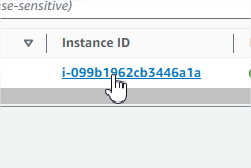 se-sensitive)
Instance ID
i-099b1962cb3446a1a